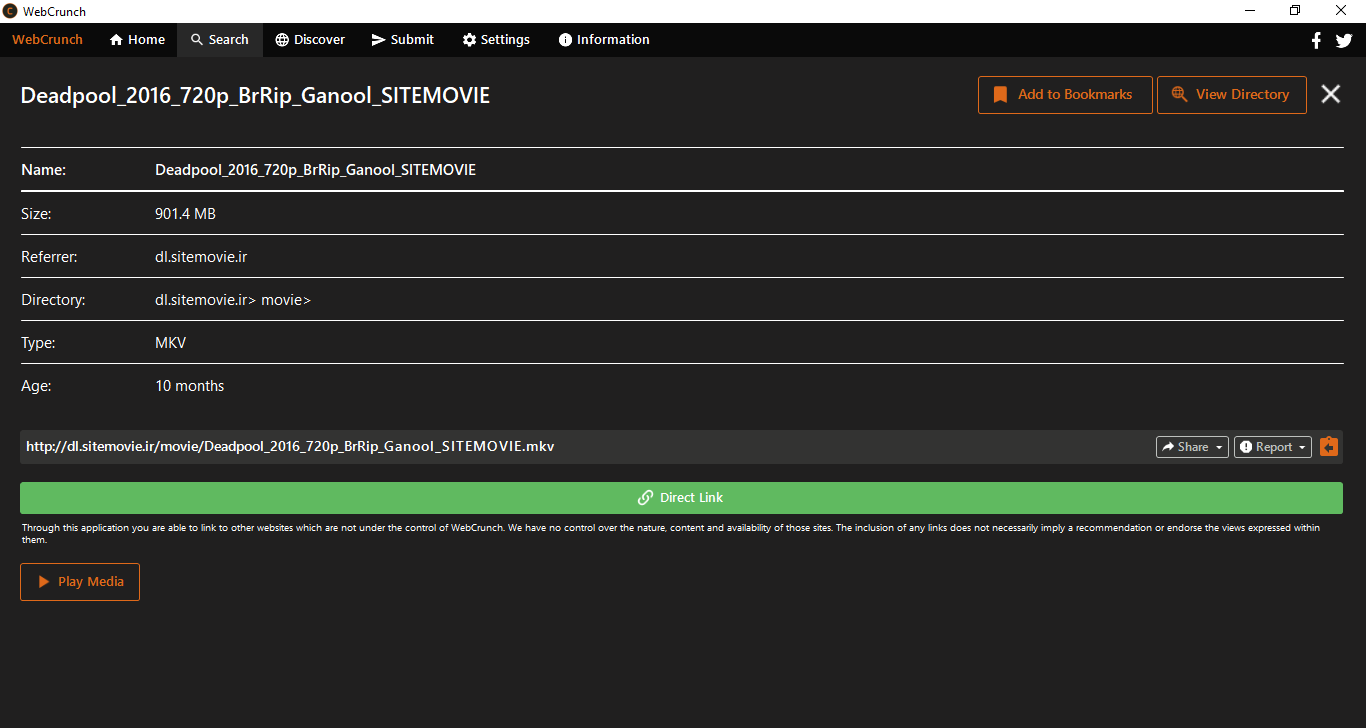 WebCrunch
WebCrunch Home Search Discover Submit Settings Information
Deadpool_2016_720p_BrRip_Ganool_SITEMOVIE Add to Bookmarks View Directory
Name: Deadpool_2016_720p_BrRip_Ganool_SITEMOVIE
Size: 901.4 MB
Referrer: dl.sitemovie.ir
Directory: dl.sitemovie.ir> movie>
Type: MKV
Age: 10 months
http://dl.sitemovie.ir/movie/Deadpool_2016_720p_BrRip_Ganool_SITEMOVIE.mkv Share Report
Direct Link
Through this application you are able to link to other websites which are not under the control of WebCrunch. We have no control over the nature, content and availability of those sites. The inclusion of any links does not necessarily imply a recommendation or endorse the views expressed within
them.
Play Media